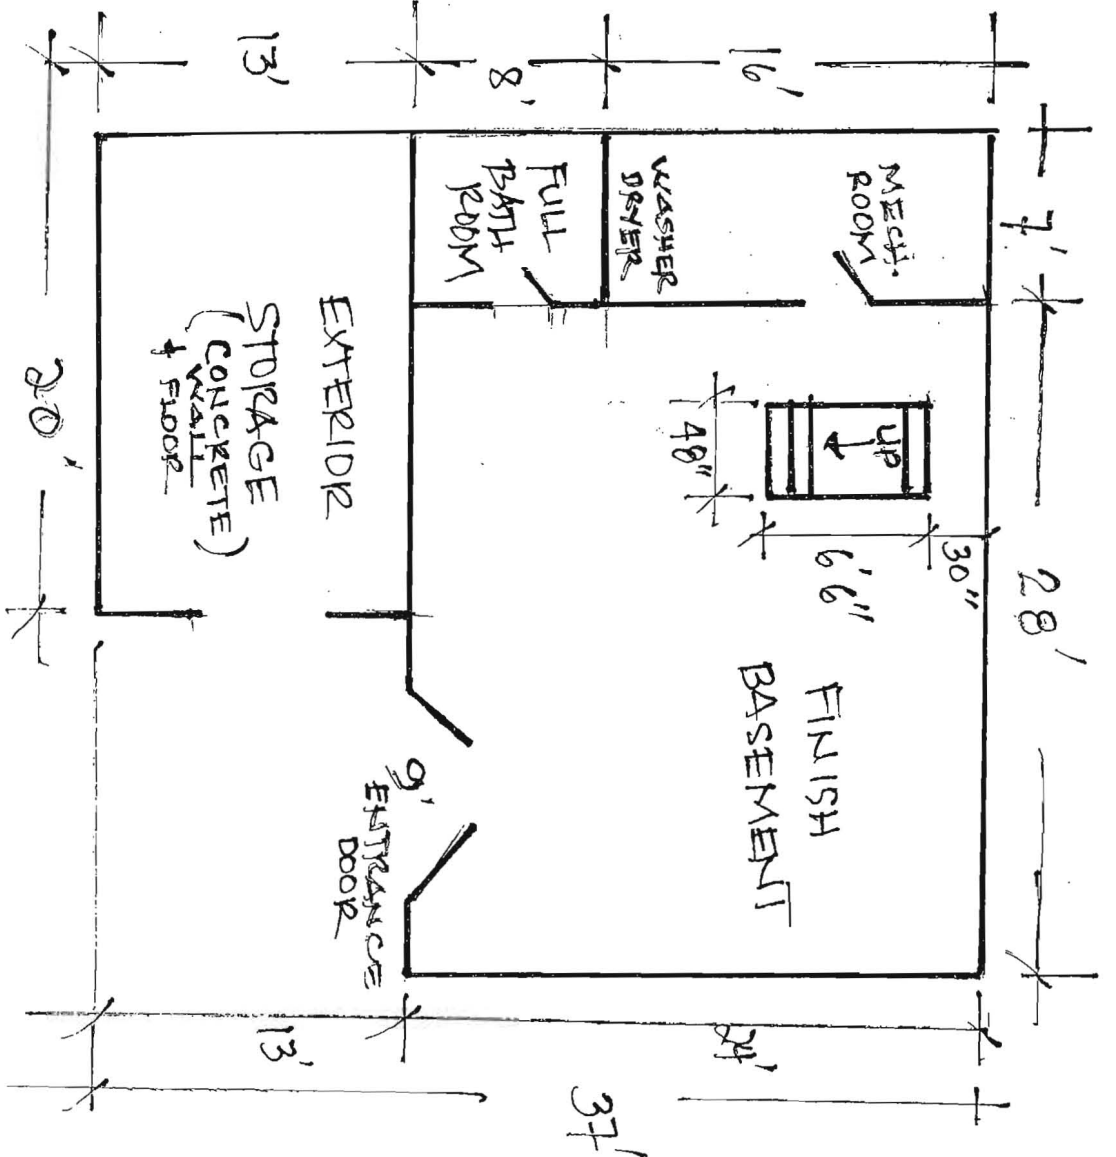 13'
8'
16'
7'
MECH.
ROOM
WASHER
DRYER
FULL
BATH
ROOM
EXTERIOR
STORAGE
(CONCRETE)
WALL
+ FLOOR
20'
UP
48"
6'6"
30"
28'
FINISH
BASEMENT
9'
ENTRANCE
DOOR
13'
24'
37'